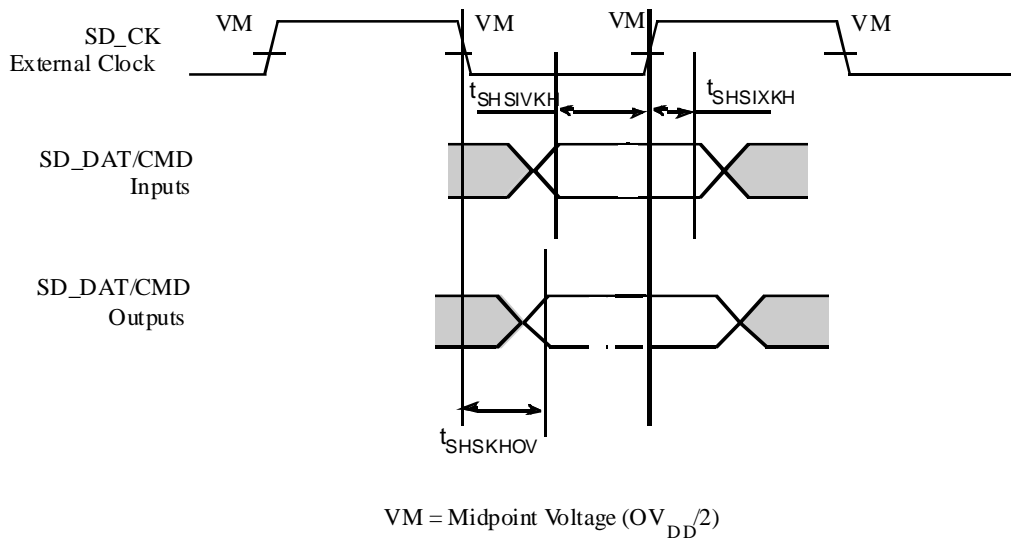 VM VM VM VM
SD_CK
External Clock
tSHSIVKH tSHSIXKH
SD_DAT/CMD
Inputs
SD_DAT/CMD
Outputs
tSHSKHOV
VM = Midpoint Voltage (OVDD/2)